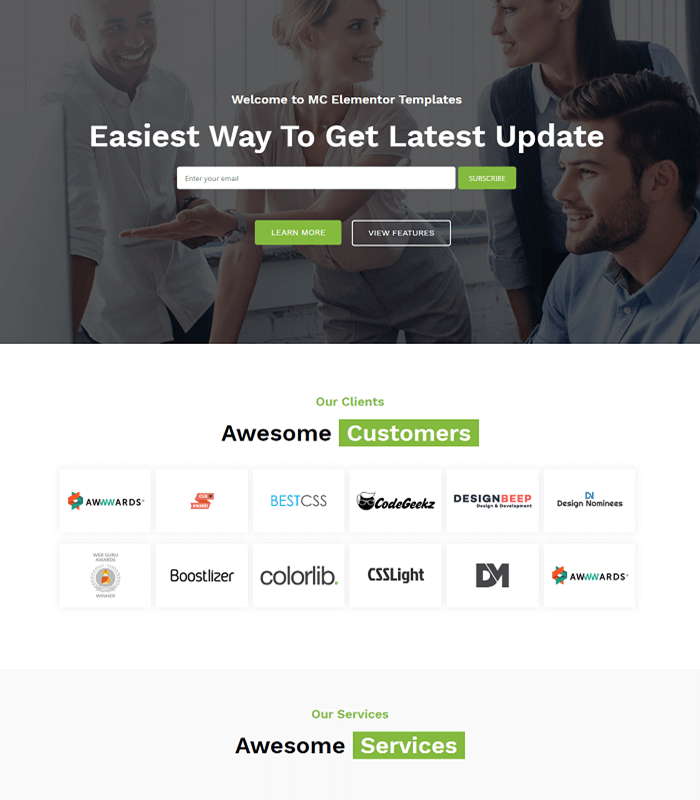 Welcome to MC Elementor Templates
Easiest Way To Get Latest Update
Enter your email SUBSCRIBE
LEARN MORE VIEW FEATURES
Our Clients
Awesome Customers
AWWWARDS® CSS AWARD BESTCSS CodeGeekz DESIGNBEEP Design & Development DN Design Nominees
WEB GURU AWARDS WINNER Boostlizer colorlib. CSSLight DM AWWWARDS®
Our Services
Awesome Services